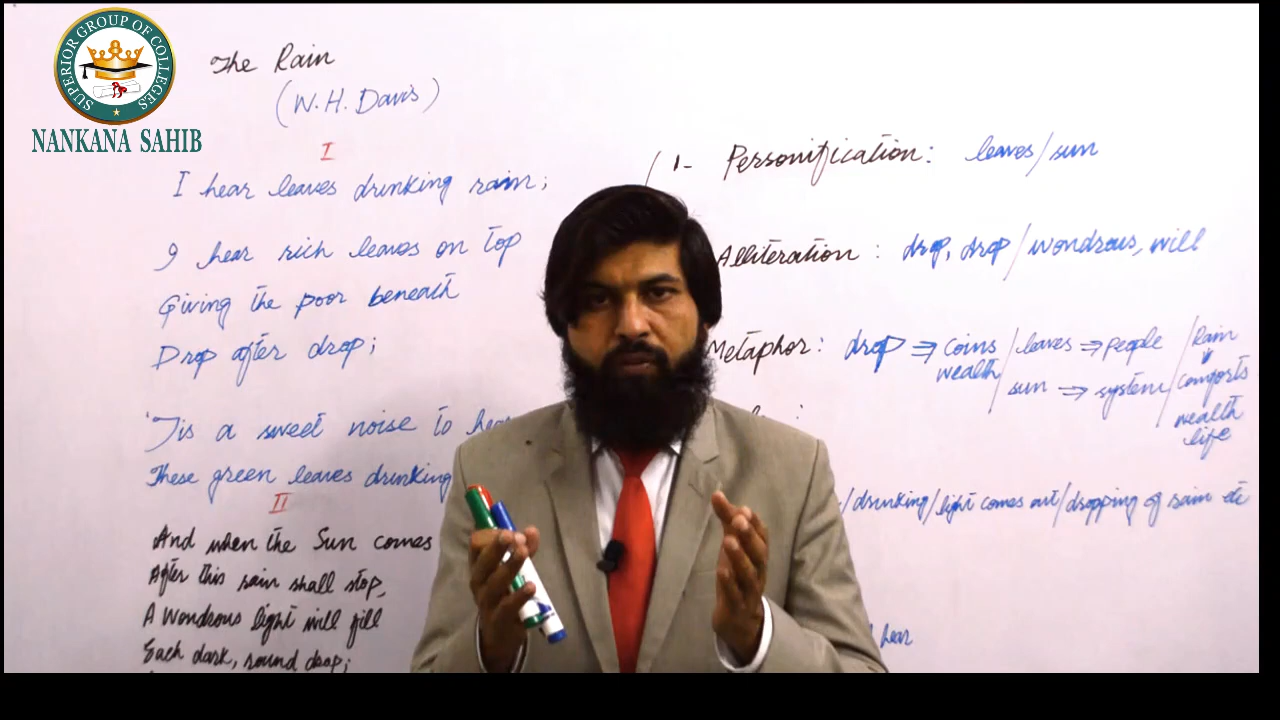 SUPERIOR GROUP OF COLLEGES
NANKANA SAHIB
The Rain
(W.H. Davis)
I
I hear leaves drinking rain;
I hear rich leaves on top
Giving the poor beneath
Drop after drop;
'Tis a sweet noise to
These green leaves drinking
II
And when the Sun comes
After this rain shall stop,
A Wondrous light will fill
Each dark, round drop;
1- Personification: leaves/sun
Alliteration: drop, drop/wondrous, will
Metaphor: drop ⇒ coins wealth/leaves ⇒ people
sun ⇒ system
Rain
comforts
wealth
life
/drinking/light comes out/dropping of rain etc
hear